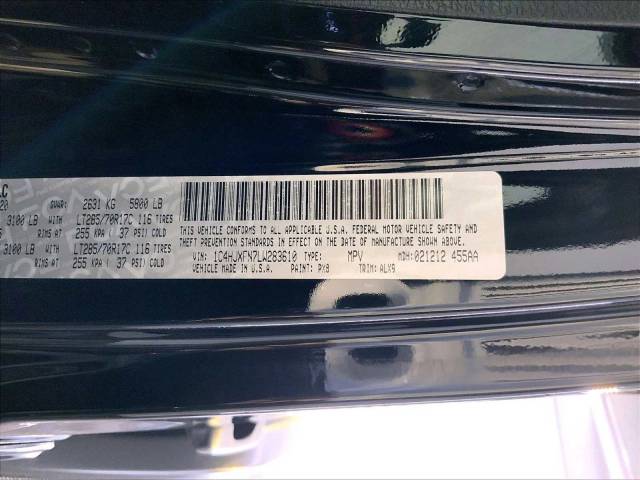 LC
20 GVWR: 2631 KG 5800 LB
3100 LB WITH LT285/70R17C 116 TIRES
RIMS AT 255 KPA ( 37 PSI) COLD
3100 LB WITH LT285/70R17C 116 TIRES
RIMS AT 255 KPA ( 37 PSI) COLD
THIS VEHICLE CONFORMS TO ALL APPLICABLE U.S.A. FEDERAL MOTOR VEHICLE SAFETY AND
THEFT PREVENTION STANDARDS IN EFFECT ON THE DATE OF MANUFACTURE SHOWN ABOVE.
VIN: 1C4HJXFN7LW283610 TYPE: MPV MDH: 021212 455AA
MADE IN U.S.A. PAINT: PX8 TRIM: ALX9